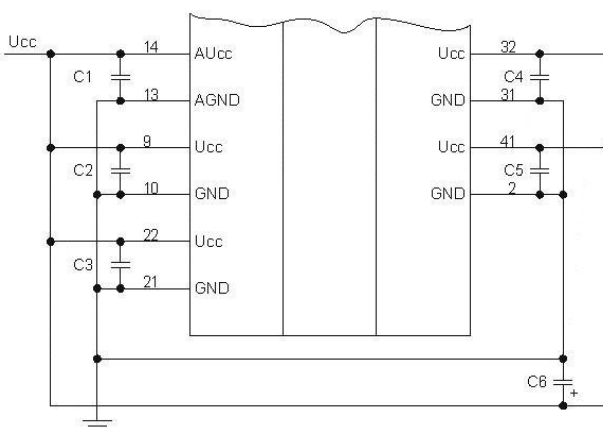 Ucc
14 AUcc Ucc 32
C1 C4
13 AGND GND 31
9 Ucc Ucc 41
C2 C5
10 GND GND 2
22 Ucc
C3
21 GND
C6
+